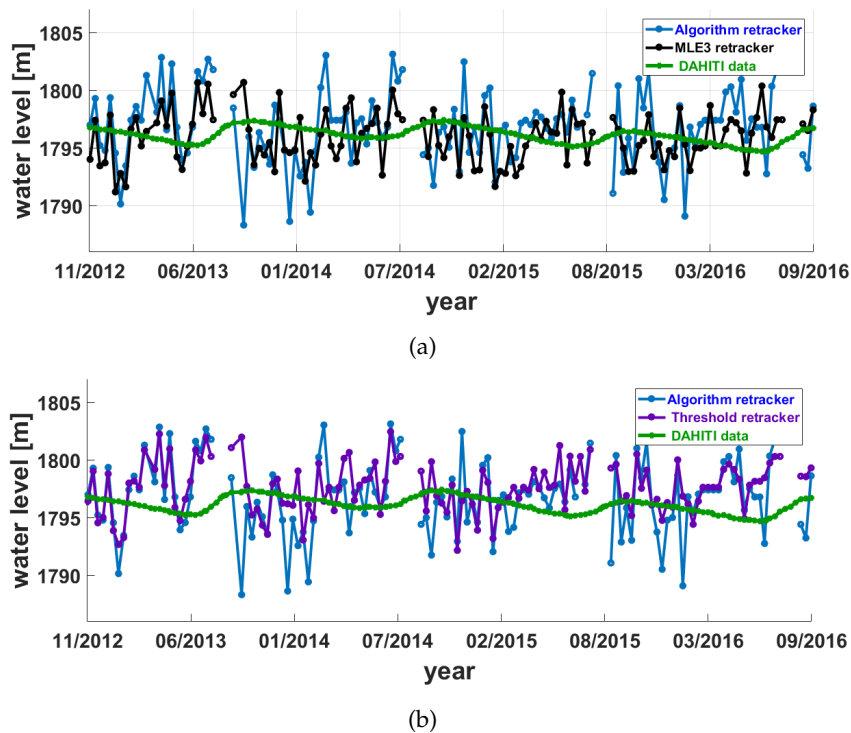 Algorithm retracker
MLE3 retracker
DAHITI data
water level [m]
1805
1800
1795
1790
11/2012 06/2013 01/2014 07/2014 02/2015 08/2015 03/2016 09/2016
year
(a)
Algorithm retracker
Threshold retracker
DAHITI data
water level [m]
1805
1800
1795
1790
11/2012 06/2013 01/2014 07/2014 02/2015 08/2015 03/2016 09/2016
year
(b)